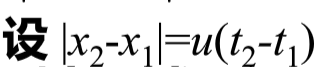 设 |x₂-x₁|=u(t₂-t₁)